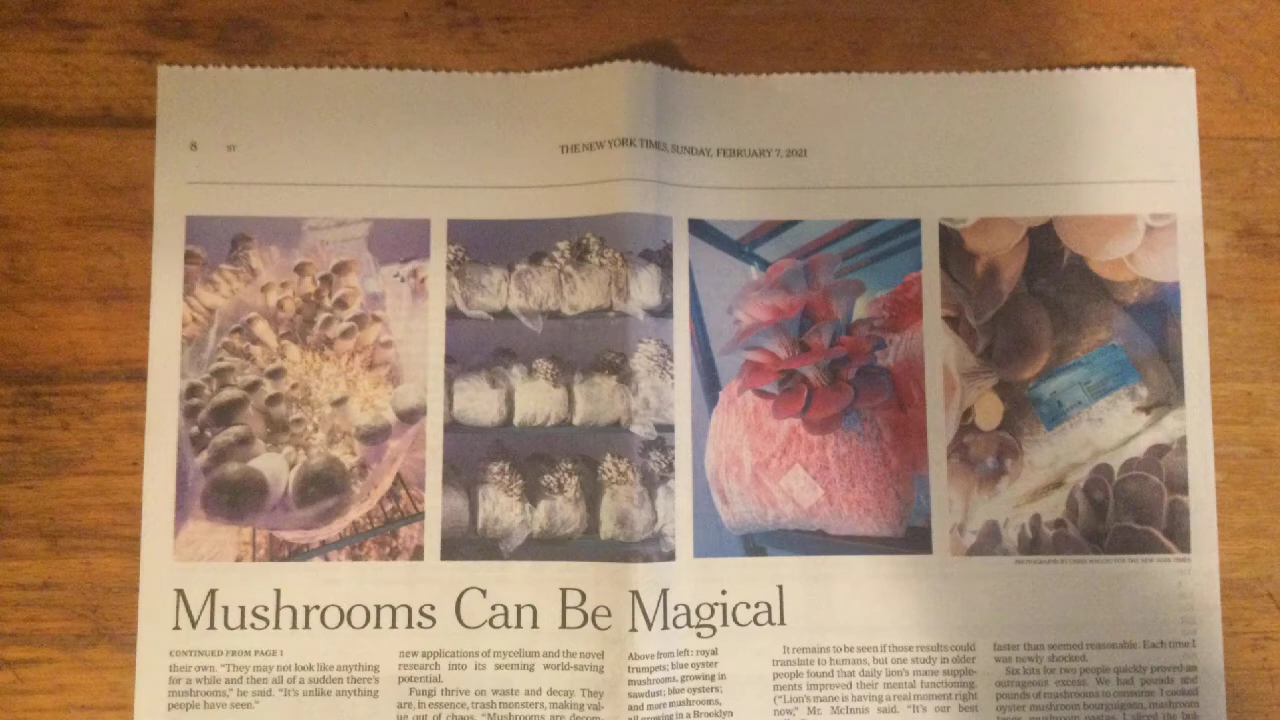 8 ST THE NEW YORK TIMES, SUNDAY, FEBRUARY 7, 2021
PHOTOGRAPHS BY CHRIS FOR THE NEW YORK TIMES
Mushrooms Can Be Magical
CONTINUED FROM PAGE 1
their own. “They may not look like anything
for a while and then all of a sudden there’s
mushrooms,” he said. “It’s unlike anything
people have seen.”
new applications of mycelium and the novel
research into its seeming world-saving
potential.
Fungi thrive on waste and decay. They
are, in essence, trash monsters, making val-
ue out of chaos. “Mushrooms are decom-
Above from left: royal
trumpets; blue oyster
mushrooms, growing in
sawdust; blue oysters;
and more mushrooms,
all growing in a Brooklyn
It remains to be seen if those results could
translate to humans, but one study in older
people found that daily lion’s mane supple-
ments improved their mental functioning.
(“Lion’s mane is having a real moment right
now,” Mr. McInnis said. “It’s our best
faster than seemed reasonable. Each time I
was newly shocked.
Six kits for two people quickly proved an
outrageous excess. We had pounds and
pounds of mushrooms to consume. I cooked
oyster mushroom bourguignon, mushroom